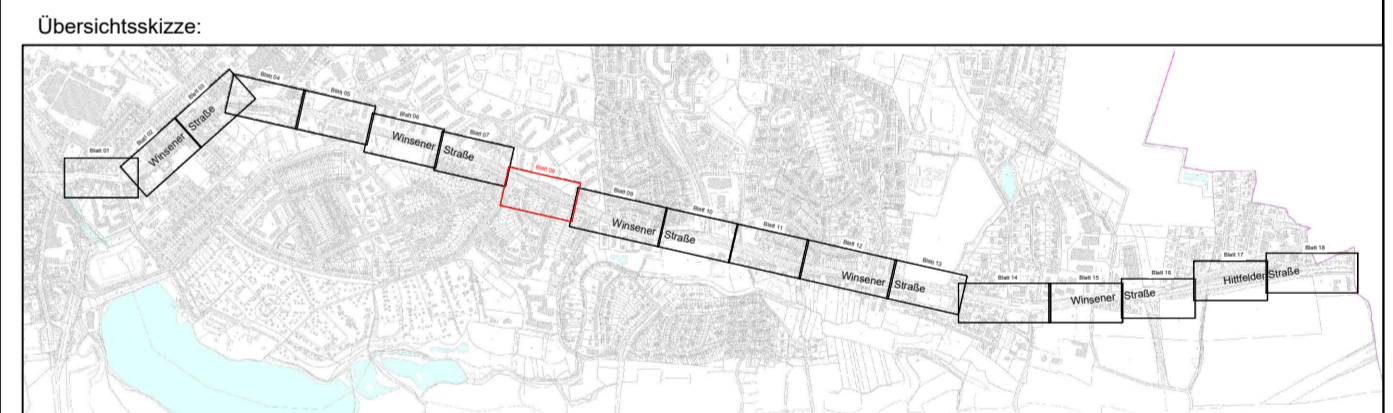 Übersichtsskizze:
Blatt 01
Blatt 02
Blatt 03
Winsener Straße
Blatt 04
Blatt 05
Blatt 06
Blatt 07
Winsener Straße
Blatt 08
Blatt 09
Blatt 10
Winsener Straße
Blatt 11
Blatt 12
Blatt 13
Winsener Straße
Blatt 14
Blatt 15
Blatt 16
Winsener Straße
Blatt 17
Blatt 18
Hittfelder Straße